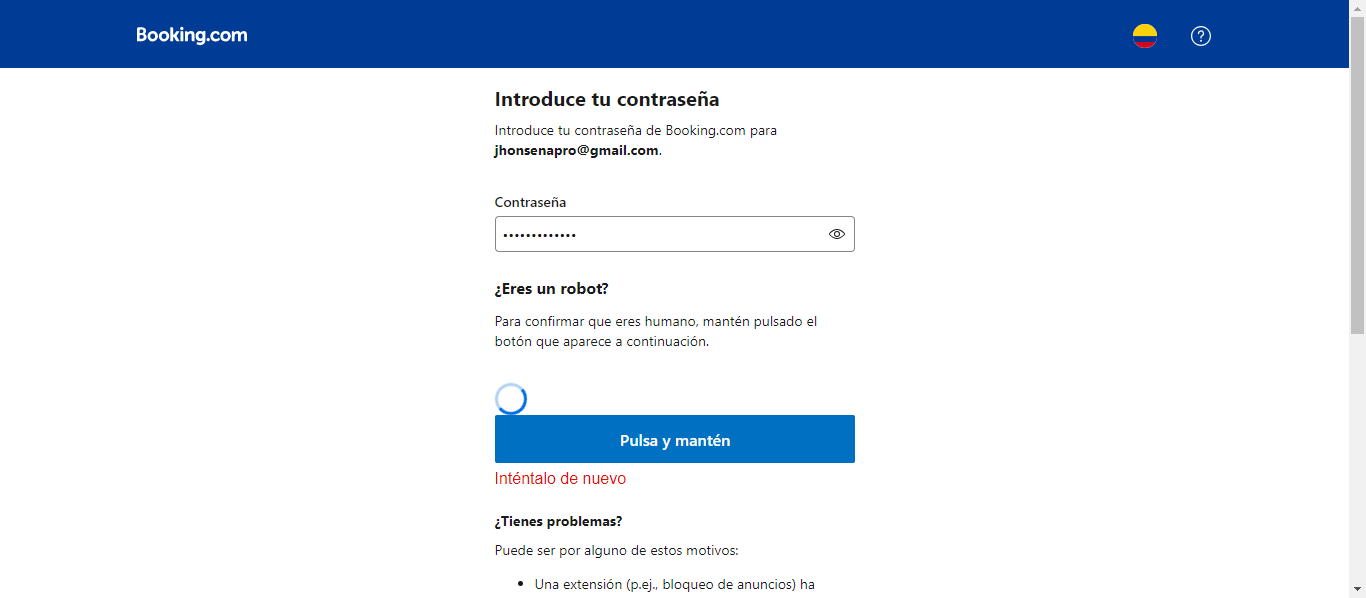 Booking.com
Introduce tu contraseña
Introduce tu contraseña de Booking.com para
jhonsenapro@gmail.com.
Contraseña
•••••••••••••
¿Eres un robot?
Para confirmar que eres humano, mantén pulsado el
botón que aparece a continuación.
Pulsa y mantén
Inténtalo de nuevo
¿Tienes problemas?
Puede ser por alguno de estos motivos:
• Una extensión (p.ej., bloqueo de anuncios) ha